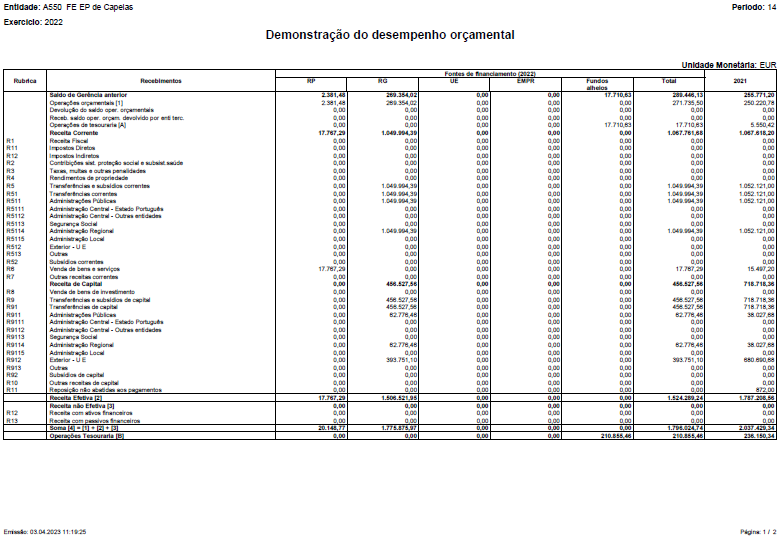 Entidade: A550 FE EP de Capelas Periodo: 14
Exercício: 2022
Demonstração do desempenho orçamental
Unidade Monetária: EUR
Fontes de financiamento (2022)
Rubrica Recebimentos RP RG UE EMPR Fundos alheios Total 2021
Saldo de Gerência anterior 2.381,48 269.354,02 0,00 0,00 17.710,63 289.446,13 255.771,20
Operações orçamentais [1] 2.381,48 269.354,02 0,00 0,00 0,00 271.735,50 250.220,78
Devolução do saldo oper. orçamentais 0,00 0,00 0,00 0,00 0,00 0,00 0,00
Receb. saldo oper. orçam. devolvido por enti terc. 0,00 0,00 0,00 0,00 0,00 0,00 0,00
Operações de tesouraria [A] 0,00 0,00 0,00 0,00 17.710,63 17.710,63 5.550,42
Receita Corrente 17.767,29 1.049.994,39 0,00 0,00 0,00 1.067.761,68 1.067.618,20
R1 Receita Fiscal 0,00 0,00 0,00 0,00 0,00 0,00 0,00
R11 Impostos Diretos 0,00 0,00 0,00 0,00 0,00 0,00 0,00
R12 Impostos Indiretos 0,00 0,00 0,00 0,00 0,00 0,00 0,00
R2 Contribuições sist. proteção social e subsist.saúde 0,00 0,00 0,00 0,00 0,00 0,00 0,00
R3 Taxas, multas e outras penalidades 0,00 0,00 0,00 0,00 0,00 0,00 0,00
R4 Rendimentos de propriedade 0,00 0,00 0,00 0,00 0,00 0,00 0,00
R5 Transferências e subsídios correntes 0,00 1.049.994,39 0,00 0,00 0,00 1.049.994,39 1.052.121,00
R51 Transferências correntes 0,00 1.049.994,39 0,00 0,00 0,00 1.049.994,39 1.052.121,00
R511 Administrações Públicas 0,00 1.049.994,39 0,00 0,00 0,00 1.049.994,39 1.052.121,00
R5111 Administração Central - Estado Português 0,00 0,00 0,00 0,00 0,00 0,00 0,00
R5112 Administração Central - Outras entidades 0,00 0,00 0,00 0,00 0,00 0,00 0,00
R5113 Segurança Social 0,00 0,00 0,00 0,00 0,00 0,00 0,00
R5114 Administração Regional 0,00 1.049.994,39 0,00 0,00 0,00 1.049.994,39 1.052.121,00
R5115 Administração Local 0,00 0,00 0,00 0,00 0,00 0,00 0,00
R512 Exterior - U E 0,00 0,00 0,00 0,00 0,00 0,00 0,00
R513 Outras 0,00 0,00 0,00 0,00 0,00 0,00 0,00
R52 Subsídios correntes 0,00 0,00 0,00 0,00 0,00 0,00 0,00
R6 Venda de bens e serviços 17.767,29 0,00 0,00 0,00 0,00 17.767,29 15.497,20
R7 Outras receitas correntes 0,00 0,00 0,00 0,00 0,00 0,00 0,00
Receita de Capital 0,00 456.527,56 0,00 0,00 0,00 456.527,56 718.718,36
R8 Venda de bens de investimento 0,00 0,00 0,00 0,00 0,00 0,00 0,00
R9 Transferências e subsídios de capital 0,00 456.527,56 0,00 0,00 0,00 456.527,56 718.718,36
R91 Transferências de capital 0,00 456.527,56 0,00 0,00 0,00 456.527,56 718.718,36
R911 Administrações Públicas 0,00 62.776,46 0,00 0,00 0,00 62.776,46 38.027,68
R9111 Administração Central - Estado Português 0,00 0,00 0,00 0,00 0,00 0,00 0,00
R9112 Administração Central - Outras entidades 0,00 0,00 0,00 0,00 0,00 0,00 0,00
R9113 Segurança Social 0,00 0,00 0,00 0,00 0,00 0,00 0,00
R9114 Administração Regional 0,00 62.776,46 0,00 0,00 0,00 62.776,46 38.027,68
R9115 Administração Local 0,00 0,00 0,00 0,00 0,00 0,00 0,00
R912 Exterior - U E 0,00 393.751,10 0,00 0,00 0,00 393.751,10 680.690,68
R913 Outras 0,00 0,00 0,00 0,00 0,00 0,00 0,00
R92 Subsídios de capital 0,00 0,00 0,00 0,00 0,00 0,00 0,00
R10 Outras receitas de capital 0,00 0,00 0,00 0,00 0,00 0,00 0,00
R11 Reposição não abatidas aos pagamentos 0,00 0,00 0,00 0,00 0,00 0,00 872,00
Receita Efetiva [2] 17.767,29 1.506.521,95 0,00 0,00 0,00 1.524.289,24 1.787.208,56
Receita não Efetiva [3] 0,00 0,00 0,00 0,00 0,00 0,00 0,00
R12 Receita com ativos financeiros 0,00 0,00 0,00 0,00 0,00 0,00 0,00
R13 Receita com passivos financeiros 0,00 0,00 0,00 0,00 0,00 0,00 0,00
Soma [4] = [1] + [2] + [3] 20.148,77 1.775.875,97 0,00 0,00 0,00 1.796.024,74 2.037.429,34
Operações Tesouraria [B] 0,00 0,00 0,00 0,00 210.855,46 210.855,46 236.150,34
Emissão: 03.04.2023 11:19:25 Página: 1 / 2